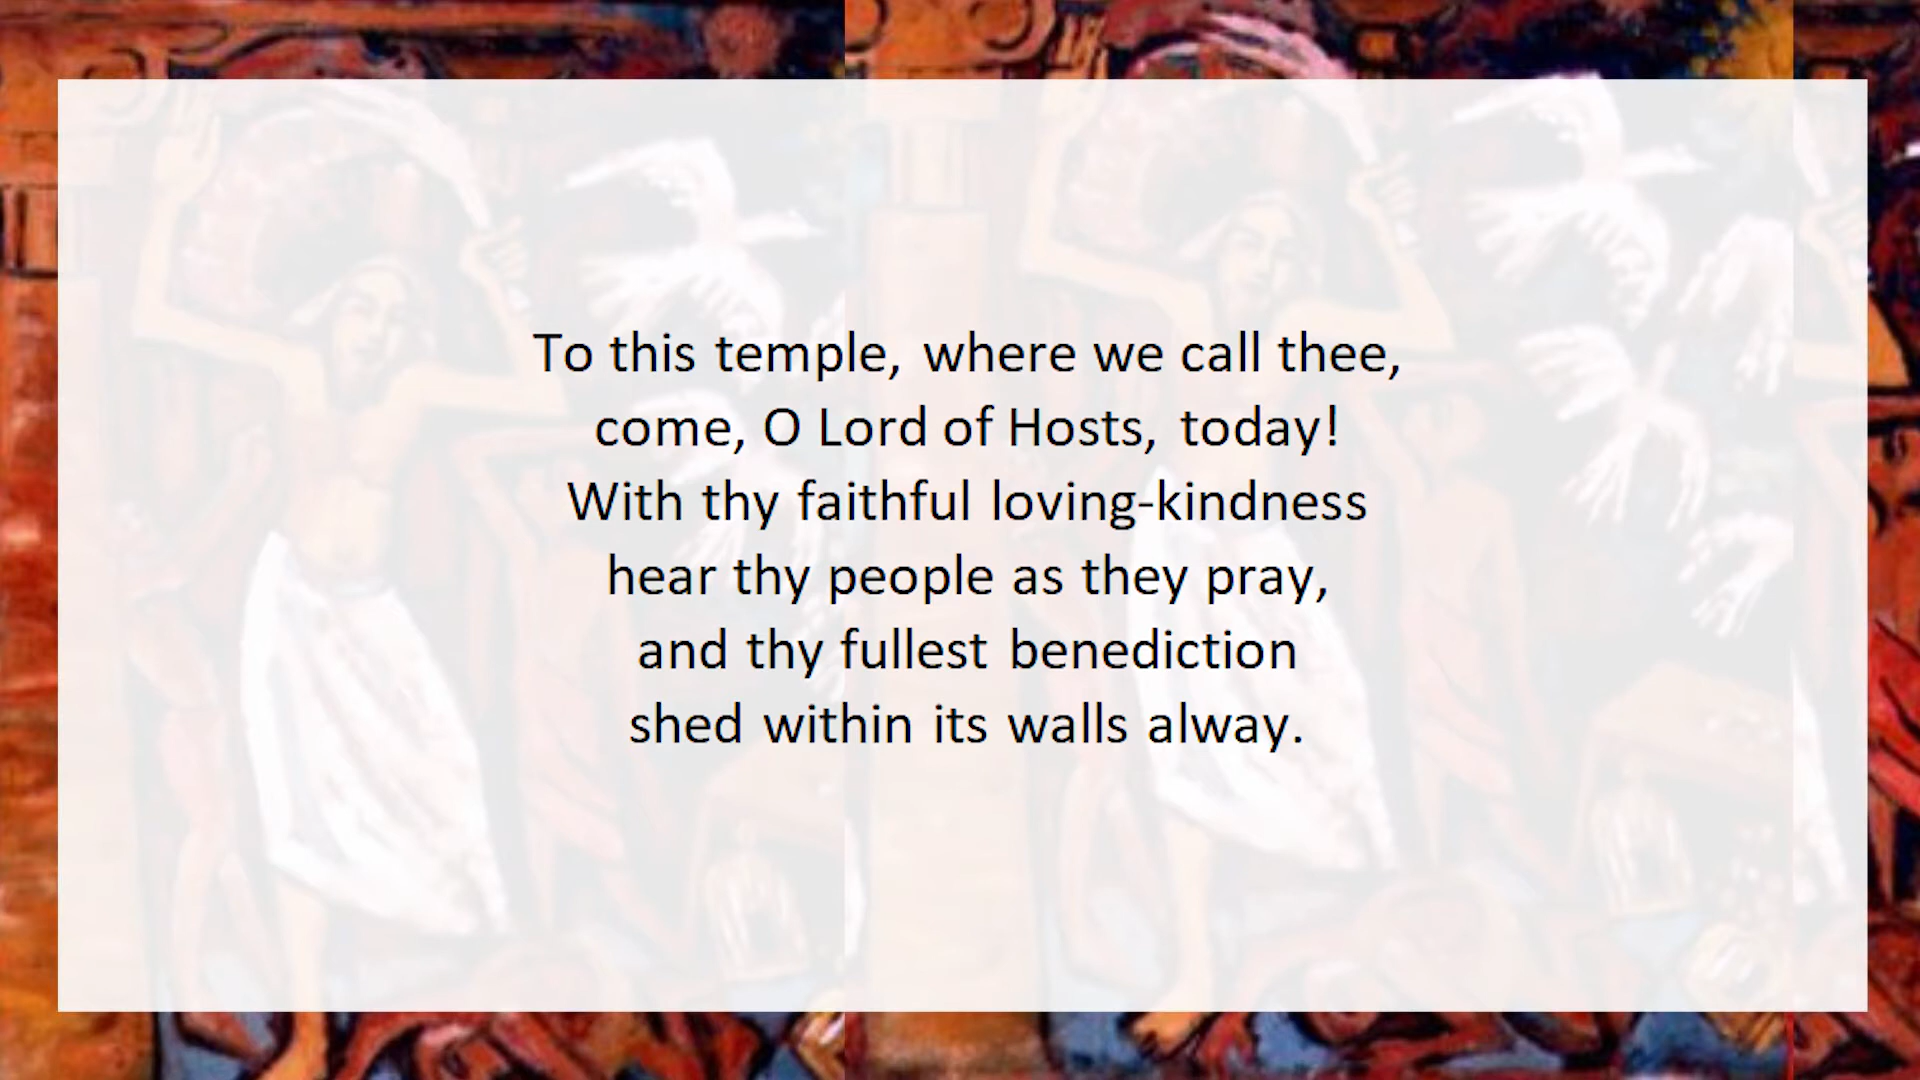 To this temple, where we call thee,
come, O Lord of Hosts, today!
With thy faithful loving-kindness
hear thy people as they pray,
and thy fullest benediction
shed within its walls alway.